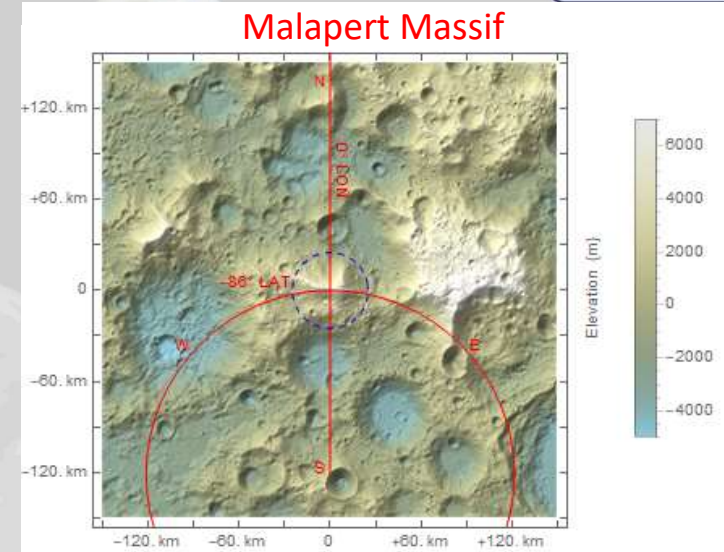 Malapert Massif
N
0° LON
-86° LAT
W
E
S
+120. km
+60. km
0
-60. km
-120. km
-120. km
-60. km
0
+60. km
+120. km
Elevation {m}
6000
4000
2000
0
-2000
-4000